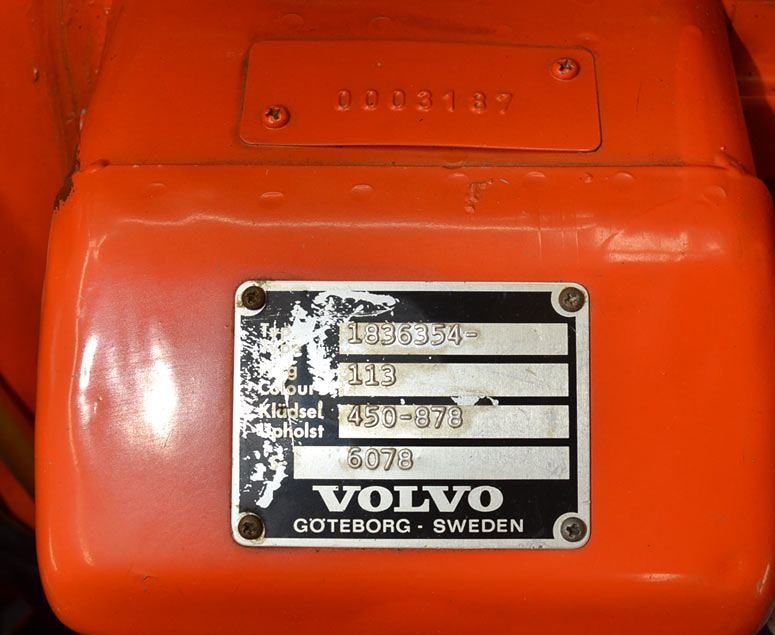 0003187
1836354-
113
Colour
Klädsel 450-878
Upholst
6078
VOLVO
GÖTEBORG - SWEDEN